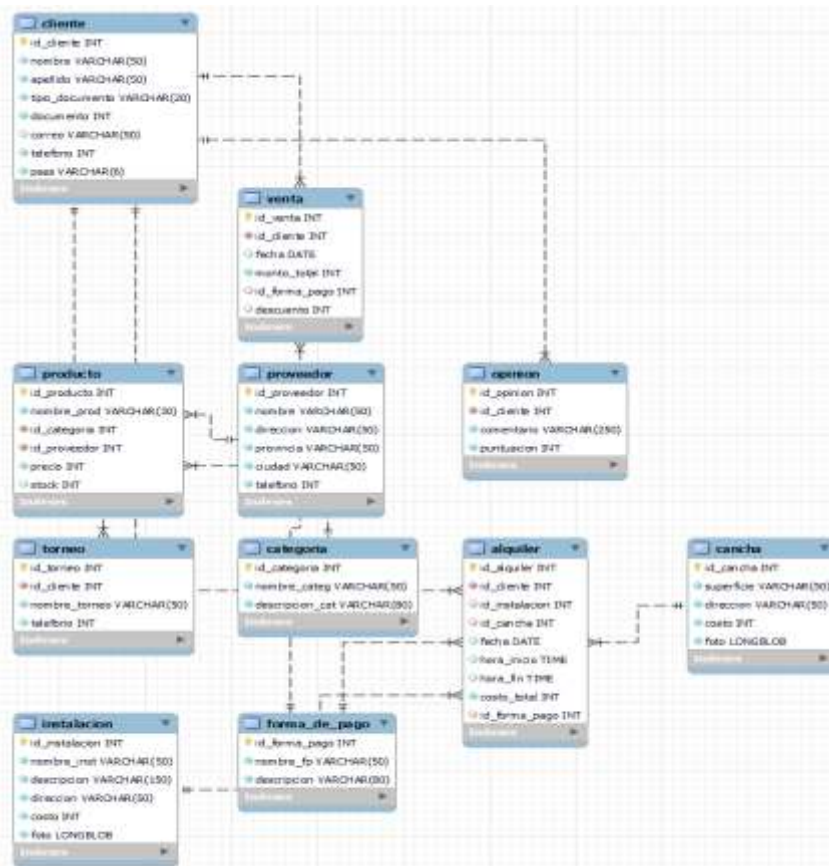 cliente
id_cliente INT
nombre VARCHAR(50)
apellido VARCHAR(50)
tipo_documento VARCHAR(20)
documento INT
correo VARCHAR(50)
telefono INT
pass VARCHAR(6)
Indexes
venta
id_venta INT
id_cliente INT
fecha DATE
monto_total INT
id_forma_pago INT
descuento INT
Indexes
producto
id_producto INT
nombre_prod VARCHAR(30)
id_categoria INT
id_proveedor INT
precio INT
stock INT
Indexes
proveedor
id_proveedor INT
nombre VARCHAR(50)
direccion VARCHAR(50)
provincia VARCHAR(50)
ciudad VARCHAR(50)
telefono INT
Indexes
opinion
id_opinion INT
id_cliente INT
comentario VARCHAR(250)
puntuacion INT
Indexes
torneo
id_torneo INT
id_cliente INT
nombre_torneo VARCHAR(50)
telefono INT
Indexes
categoria
id_categoria INT
nombre_categ VARCHAR(50)
descripcion_cat VARCHAR(80)
Indexes
alquiler
id_alquiler INT
id_cliente INT
id_instalacion INT
id_cancha INT
fecha DATE
hora_inicio TIME
hora_fin TIME
costo_total INT
id_forma_pago INT
Indexes
cancha
id_cancha INT
superficie VARCHAR(50)
direccion VARCHAR(50)
costo INT
foto LONGBLOB
Indexes
instalacion
id_instalacion INT
nombre_inst VARCHAR(50)
descripcion VARCHAR(150)
direccion VARCHAR(50)
costo INT
foto LONGBLOB
forma_de_pago
id_forma_pago INT
nombre_fp VARCHAR(50)
descripcion VARCHAR(80)
Indexes